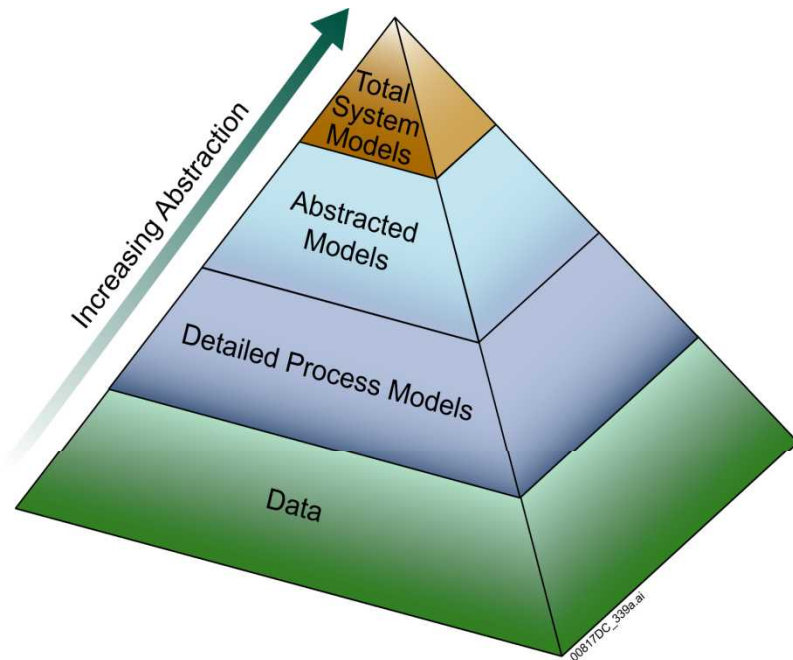 Increasing Abstraction
Total
System
Models
Abstracted
Models
Detailed Process Models
Data
00817DC_339a.ai